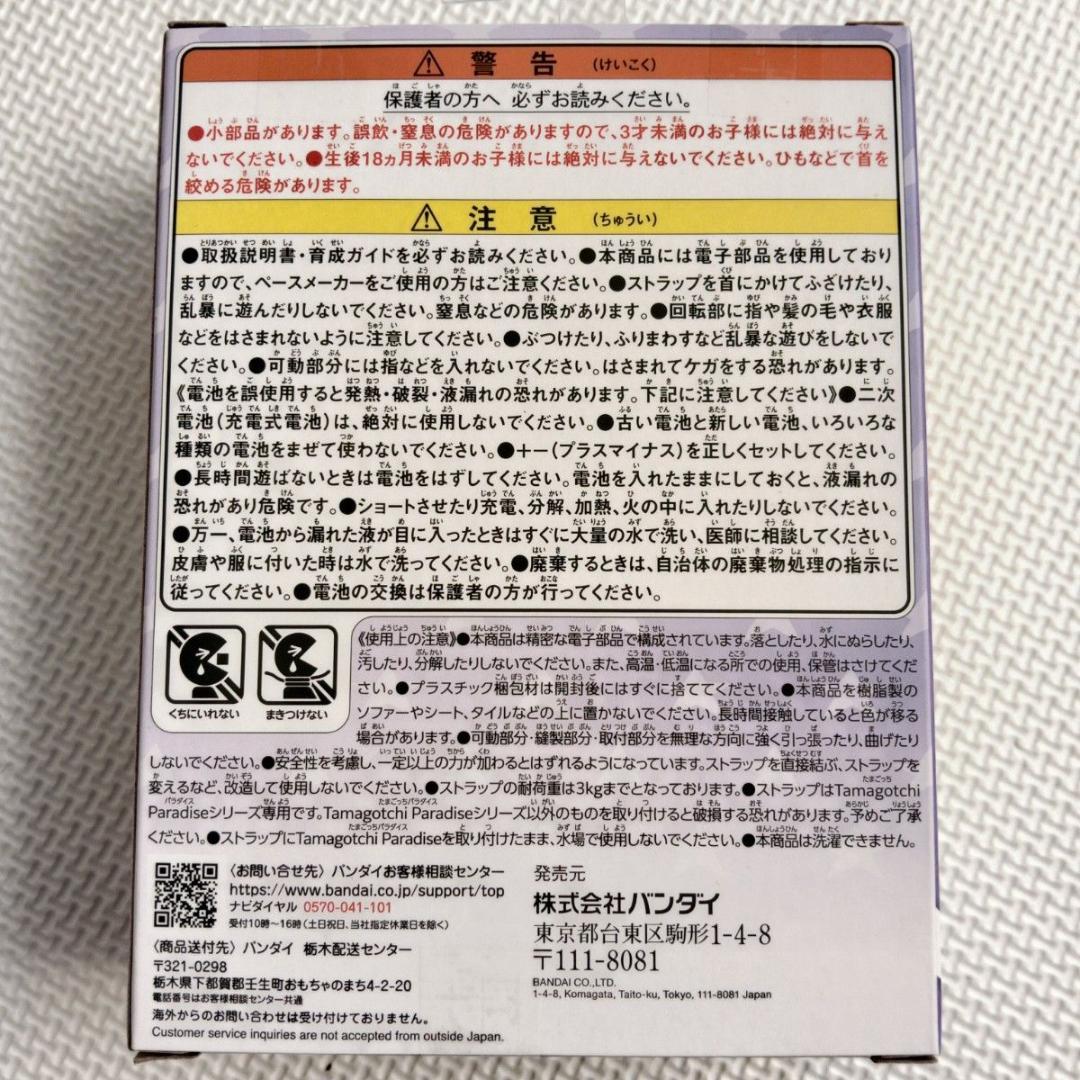 ⚠ 警告 (けいこく)
保護者の方へ 必ずお読みください。
●小部品があります。誤飲・窒息の危険がありますので、3才未満のお子様には絶対に与え
ないでください。●生後18ヵ月未満のお子様には絶対に与えないでください。ひもなどで首を
絞める危険があります。
⚠ 注意 (ちゅうい)
●取扱説明書・育成ガイドを必ずお読みください。●本商品には電子部品を使用しており
ますので、ペースメーカーをご使用の方はご注意ください。●ストラップを首にかけてふざけたり、
乱暴に遊んだりしないでください。窒息などの危険があります。●回転部に指や髪の毛や衣服
などをはさまれないように注意してください。●ぶつけたり、ふりまわすなど乱暴な遊びをしないで
ください。●可動部分には指などを入れないでください。はさまれてケガをする恐れがあります。
《電池を誤使用すると発熱・破裂・液漏れの恐れがあります。下記に注意してください》●二次
電池(充電式電池)は、絶対に使用しないでください。●古い電池と新しい電池、いろいろな
種類の電池をまぜて使わないでください。●+-(プラスマイナス)を正しくセットしてください。
●長時間遊ばないときは電池をはずしてください。電池を入れたままにしておくと、液漏れの
恐れがあり危険です。●ショートさせたり充電、分解、加熱、火の中に入れたりしないでください。
●万一、電池から漏れた液が目に入ったときはすぐに大量の水で洗い、医師に相談してください。
皮膚や服に付いた時は水で洗ってください。●廃棄するときは、自治体の廃棄物処理の指示に
従ってください。●電池の交換は保護者の方が行ってください。
くちにいれない
まきつけない
《使用上の注意》●本商品は精密な電子部品で構成されています。落としたり、水にぬらしたり、
汚したり、分解したりしないでください。また、高温・低温になる所での使用、保管はさけてくだ
さい。●プラスチック梱包材は開封後にはすぐに捨ててください。●本商品を樹脂製の
ソファーやシート、タイルなどの上に置かないでください。長時間接触していると色が移る
場合があります。●可動部分・縫製部分・取付部分を無理な方向に強く引っ張ったり、曲げたり
しないでください。●安全性を考慮し、一定以上の力が加わるとはずれるようになっています。ストラップを直接結ぶ、ストラップを
変えるなど、改造して使用しないでください。●ストラップの耐荷重は3kgまでとなっております。●ストラップはTamagotchi
Paradiseシリーズ専用です。Tamagotchi Paradiseシリーズ以外のものを取り付けると破損する恐れがあります。予めご了承
ください。●ストラップにTamagotchi Paradiseを取り付けたまま、水場で使用しないでください。●本商品は洗濯できません。
〈お問い合せ先〉バンダイお客様相談センター
https://www.bandai.co.jp/support/top
ナビダイヤル 0570-041-101
受付10時～16時(土日祝日、当社指定休業日を除く)
〈商品送付先〉バンダイ 栃木配送センター
〒321-0298
栃木県下都賀郡壬生町おもちゃのまち4-2-20
電話番号はお客様相談センター共通
海外からのお問い合わせは受け付けておりません。
Customer service inquiries are not accepted from outside Japan.
発売元
株式会社バンダイ
東京都台東区駒形1-4-8
〒111-8081
BANDAI CO.,LTD.
1-4-8, Komagata, Taito-ku, Tokyo, 111-8081 Japan